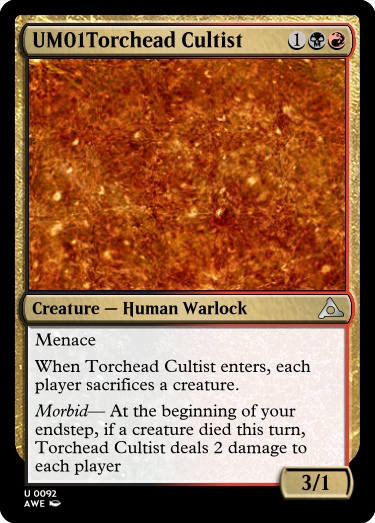 UM01Torchead Cultist 1
Creature — Human Warlock
Menace
When Torchead Cultist enters, each
player sacrifices a creature.
Morbid— At the beginning of your
endstep, if a creature died this turn,
Torchead Cultist deals 2 damage to
each player
3/1
U 0092
AWE